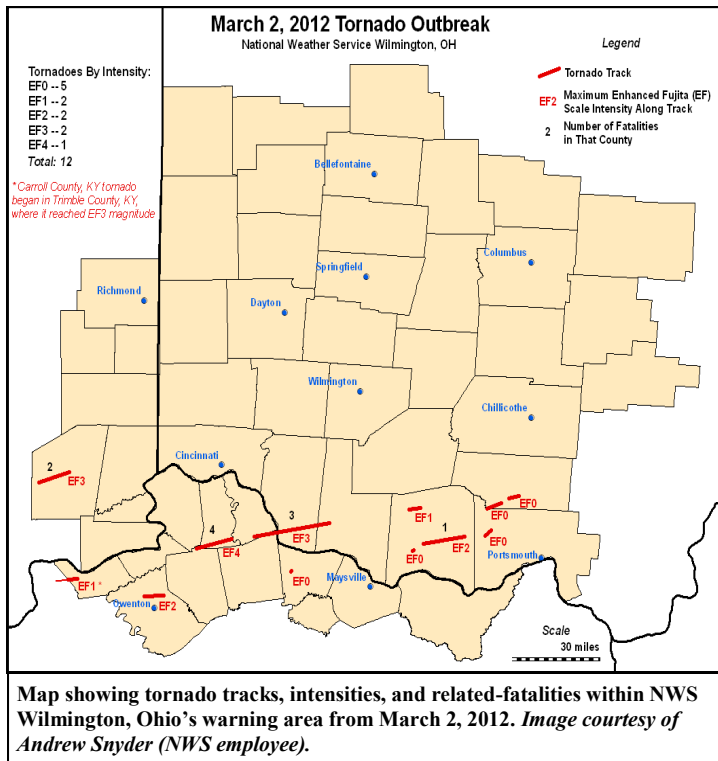 March 2, 2012 Tornado Outbreak
National Weather Service Wilmington, OH
Legend
Tornado Track
EF2 Maximum Enhanced Fujita (EF)
Scale Intensity Along Track
2 Number of Fatalities
in That County
Tornadoes By Intensity:
EF0 -- 5
EF1 -- 2
EF2 -- 2
EF3 -- 2
EF4 -- 1
Total: 12
*Carroll County, KY tornado
began in Trimble County, KY,
where it reached EF3 magnitude
Bellefontaine
Columbus
Springfield
Richmond
Dayton
Wilmington
Chillicothe
Cincinnati
2
EF3
EF0
EF0
EF1
3
EF3
4
EF4
1
EF2
EF0
EF0
Portsmouth
EF1 *
EF0
Maysville
EF2
Owenton
Scale
30 miles
Map showing tornado tracks, intensities, and related-fatalities within NWS
Wilmington, Ohio's warning area from March 2, 2012. Image courtesy of
Andrew Snyder (NWS employee).